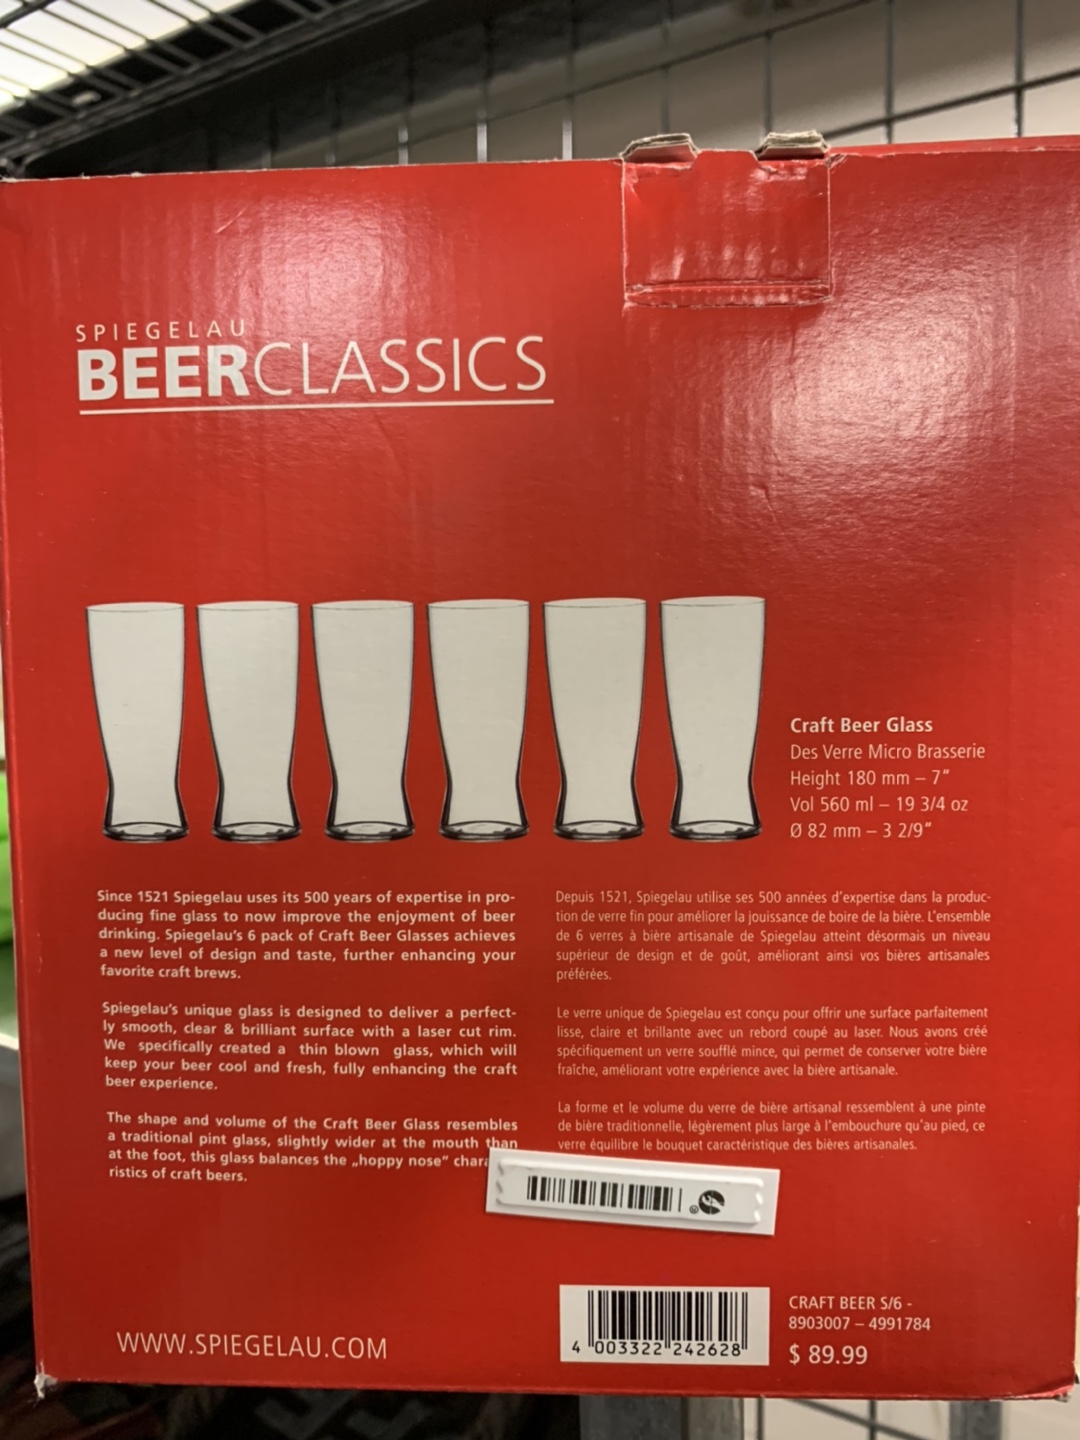 SPIEGELAU
BEERCLASSICS
Craft Beer Glass
Des Verre Micro Brasserie
Height 180 mm – 7"
Vol 560 ml – 19 3/4 oz
Ø 82 mm – 3 2/9"
Since 1521 Spiegelau uses its 500 years of expertise in pro-
ducing fine glass to now improve the enjoyment of beer
drinking. Spiegelau's 6 pack of Craft Beer Glasses achieves
a new level of design and taste, further enhancing your
favorite craft brews.
Spiegelau's unique glass is designed to deliver a perfect-
ly smooth, clear & brilliant surface with a laser cut rim.
We specifically created a thin blown glass, which will
keep your beer cool and fresh, fully enhancing the craft
beer experience.
The shape and volume of the Craft Beer Glass resembles
a traditional pint glass, slightly wider at the mouth than
at the foot, this glass balances the „hoppy nose" chara
ristics of craft beers.
Depuis 1521, Spiegelau utilise ses 500 années d'expertise dans la produc-
tion de verre fin pour améliorer la jouissance de boire de la bière. L'ensemble
de 6 verres à bière artisanale de Spiegelau atteint désormais un niveau
supérieur de design et de goût, améliorant ainsi vos bières artisanales
préférées.
Le verre unique de Spiegelau est conçu pour offrir une surface parfaitement
lisse, claire et brillante avec un rebord coupé au laser. Nous avons créé
spécifiquement un verre soufflé mince, qui permet de conserver votre bière
fraîche, améliorant votre expérience avec la bière artisanale.
La forme et le volume du verre de bière artisanal ressemblent à une pinte
de bière traditionnelle, légèrement plus large à l'embouchure qu'au pied, ce
verre équilibre le bouquet caractéristique des bières artisanales.
®
WWW.SPIEGELAU.COM
4 003322 242628
CRAFT BEER S/6 -
8903007 – 4991784
$ 89.99